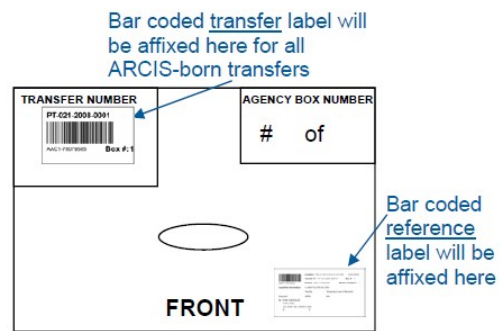 Bar coded transfer label will
be affixed here for all
ARCIS-born transfers
TRANSFER NUMBER
PT-021-2008-0001
Box #: 1
AGENCY BOX NUMBER
# of
Bar coded
reference
label will be
affixed here
FRONT